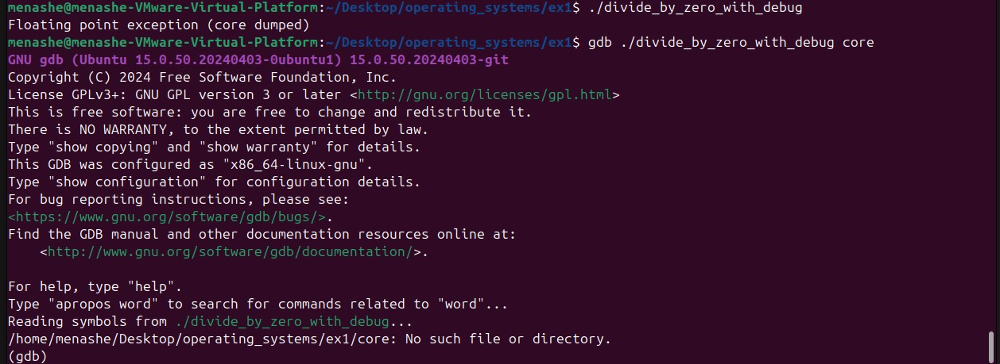 menashe@menashe-VMware-Virtual-Platform:~/Desktop/operating_systems/ex1$ ./divide_by_zero_with_debug
Floating point exception (core dumped)
menashe@menashe-VMware-Virtual-Platform:~/Desktop/operating_systems/ex1$ gdb ./divide_by_zero_with_debug core
GNU gdb (Ubuntu 15.0.50.20240403-0ubuntu1) 15.0.50.20240403-git
Copyright (C) 2024 Free Software Foundation, Inc.
License GPLv3+: GNU GPL version 3 or later <http://gnu.org/licenses/gpl.html>
This is free software: you are free to change and redistribute it.
There is NO WARRANTY, to the extent permitted by law.
Type "show copying" and "show warranty" for details.
This GDB was configured as "x86_64-linux-gnu".
Type "show configuration" for configuration details.
For bug reporting instructions, please see:
<https://www.gnu.org/software/gdb/bugs/>.
Find the GDB manual and other documentation resources online at:
    <http://www.gnu.org/software/gdb/documentation/>.

For help, type "help".
Type "apropos word" to search for commands related to "word"...
Reading symbols from ./divide_by_zero_with_debug...
/home/menashe/Desktop/operating_systems/ex1/core: No such file or directory.
(gdb)